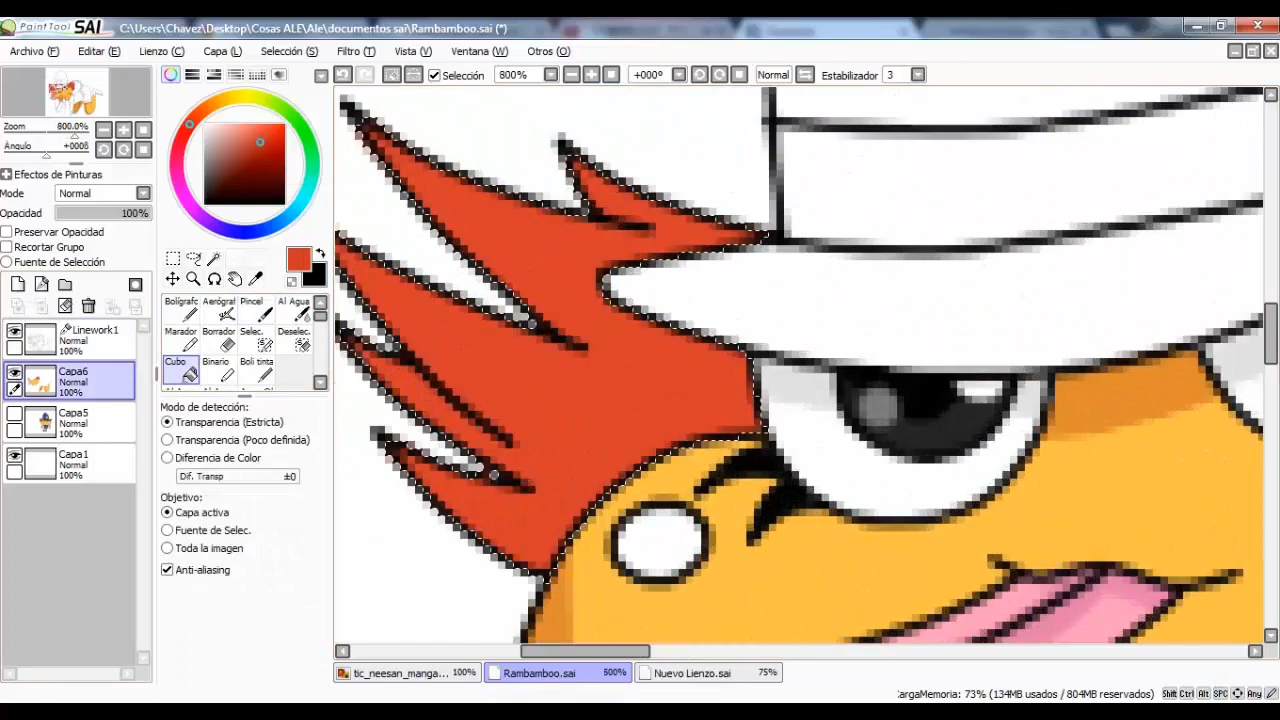 PaintTool SAI C:\Users\Chavez\Desktop\Cosas ALE\Ale\documentos sai\Rambamboo.sai (*)
Archivo (F) Editar (E) Lienzo (C) Capa (L) Selección (S) Filtro (T) Vista (V) Ventana (W) Otros (O)
Selección 800% +000º Normal Estabilizador 3
Zoom 800.0%
Ángulo +000ß
Efectos de Pinturas
Mode Normal
Opacidad 100%
Preservar Opacidad
Recortar Grupo
Fuente de Selección
Linework1
Normal
100%
Capa6
Normal
100%
Capa5
Normal
100%
Capa1
Normal
100%
Bolígrafo Aerógraf Pincel Al Agua
Marador Borrador Selec. Deselec.
Cubo Binario Boli tinta
Modo de detección:
Transparencia (Estricta)
Transparencia (Poco definida)
Diferencia de Color
Dif. Transp ±0
Objetivo:
Capa activa
Fuente de Selec.
Toda la imagen
Anti-aliasing
tic_neesan_manga... 100% Rambamboo.sai 500% Nuevo Lienzo.sai 75%
CargaMemoria: 73% (134MB usados / 804MB reservados) Shift Ctrl Alt SPC Any